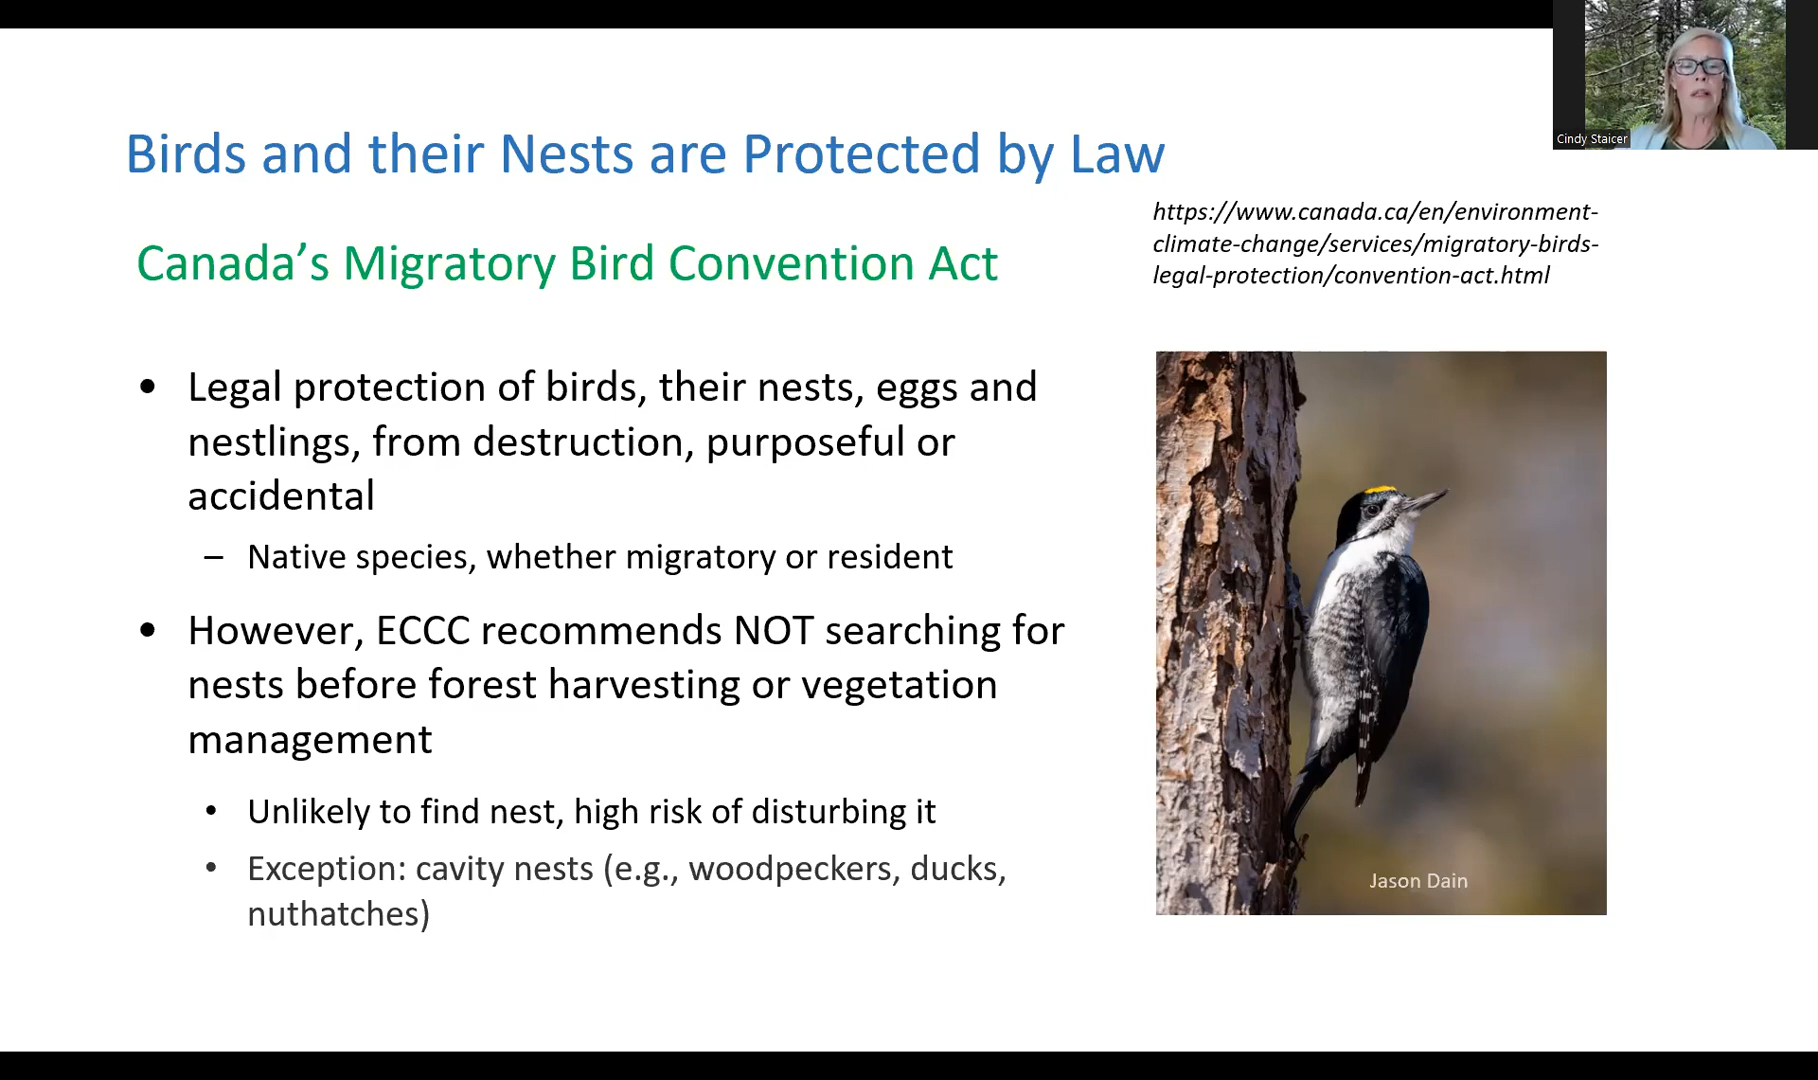 Cindy Staicer
Birds and their Nests are Protected by Law
https://www.canada.ca/en/environment-
climate-change/services/migratory-birds-
legal-protection/convention-act.html
Canada’s Migratory Bird Convention Act
• Legal protection of birds, their nests, eggs and
nestlings, from destruction, purposeful or
accidental
– Native species, whether migratory or resident
• However, ECCC recommends NOT searching for
nests before forest harvesting or vegetation
management
• Unlikely to find nest, high risk of disturbing it
• Exception: cavity nests (e.g., woodpeckers, ducks,
nuthatches)
Jason Dain